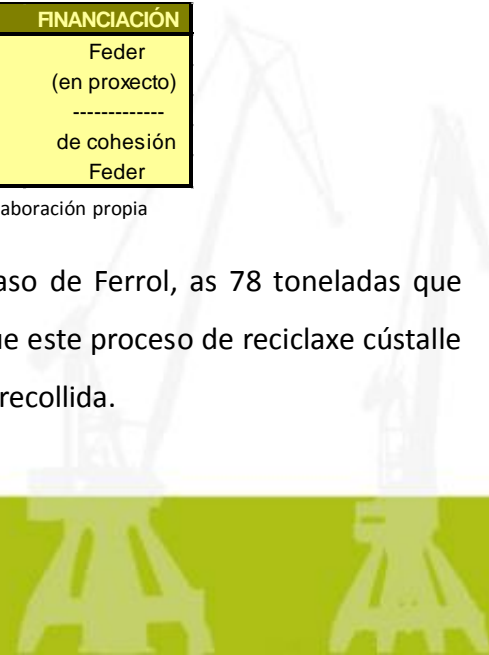 FINANCIACIÓN
Feder
(en proxecto)
-------------
de cohesión
Feder
aboración propia
aso de Ferrol, as 78 toneladas que
ue este proceso de reciclaxe cústalle
recollida.